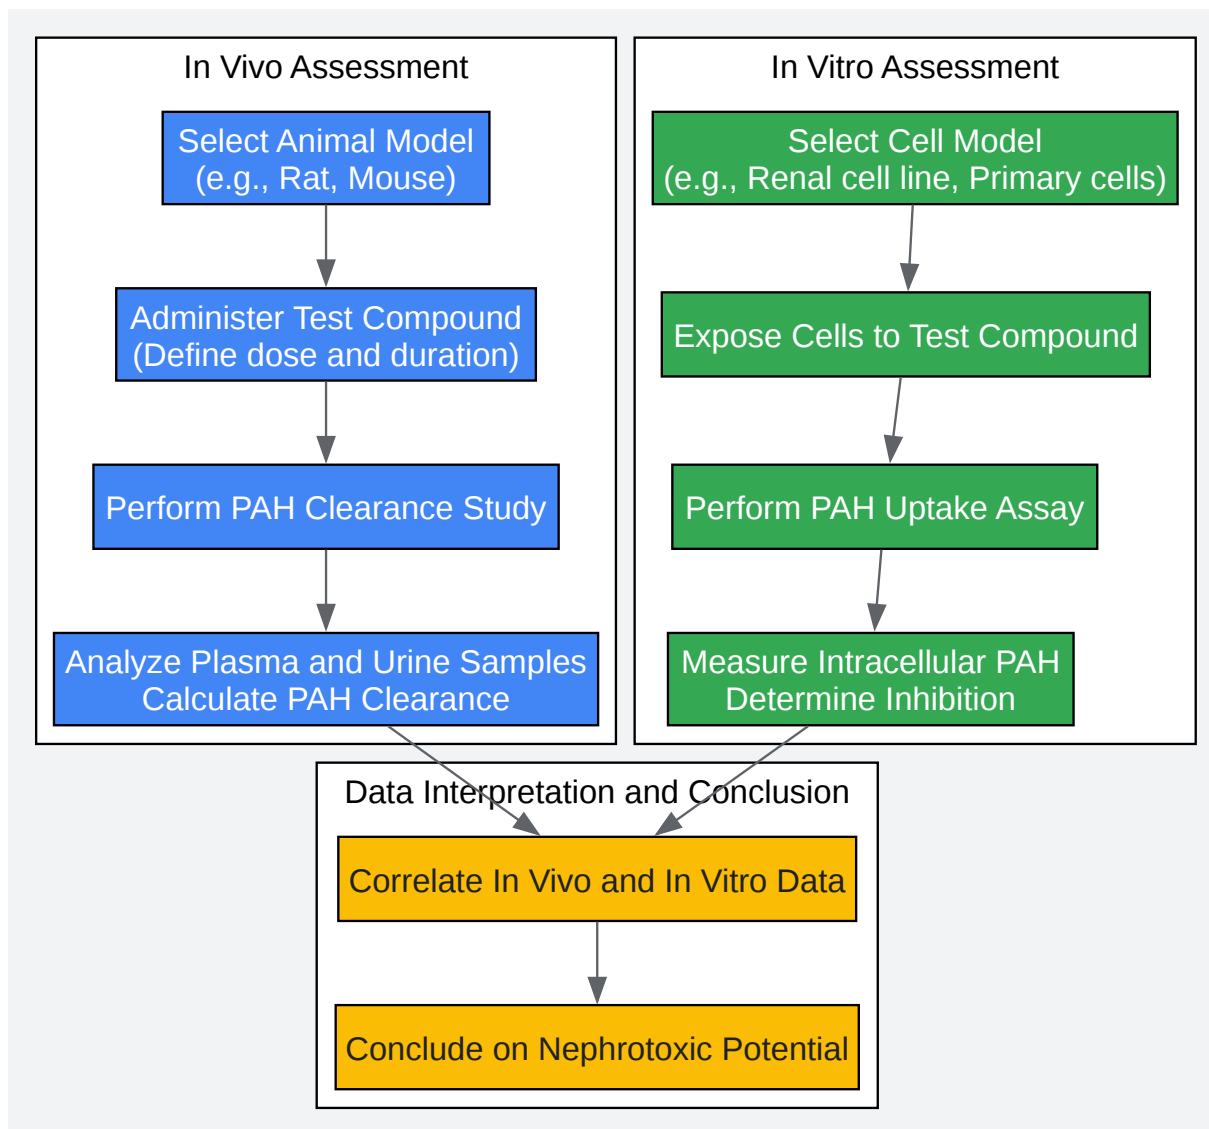 In Vivo Assessment
Select Animal Model
(e.g., Rat, Mouse)
Administer Test Compound
(Define dose and duration)
Perform PAH Clearance Study
Analyze Plasma and Urine Samples
Calculate PAH Clearance
In Vitro Assessment
Select Cell Model
(e.g., Renal cell line, Primary cells)
Expose Cells to Test Compound
Perform PAH Uptake Assay
Measure Intracellular PAH
Determine Inhibition
Data Interpretation and Conclusion
Correlate In Vivo and In Vitro Data
Conclude on Nephrotoxic Potential